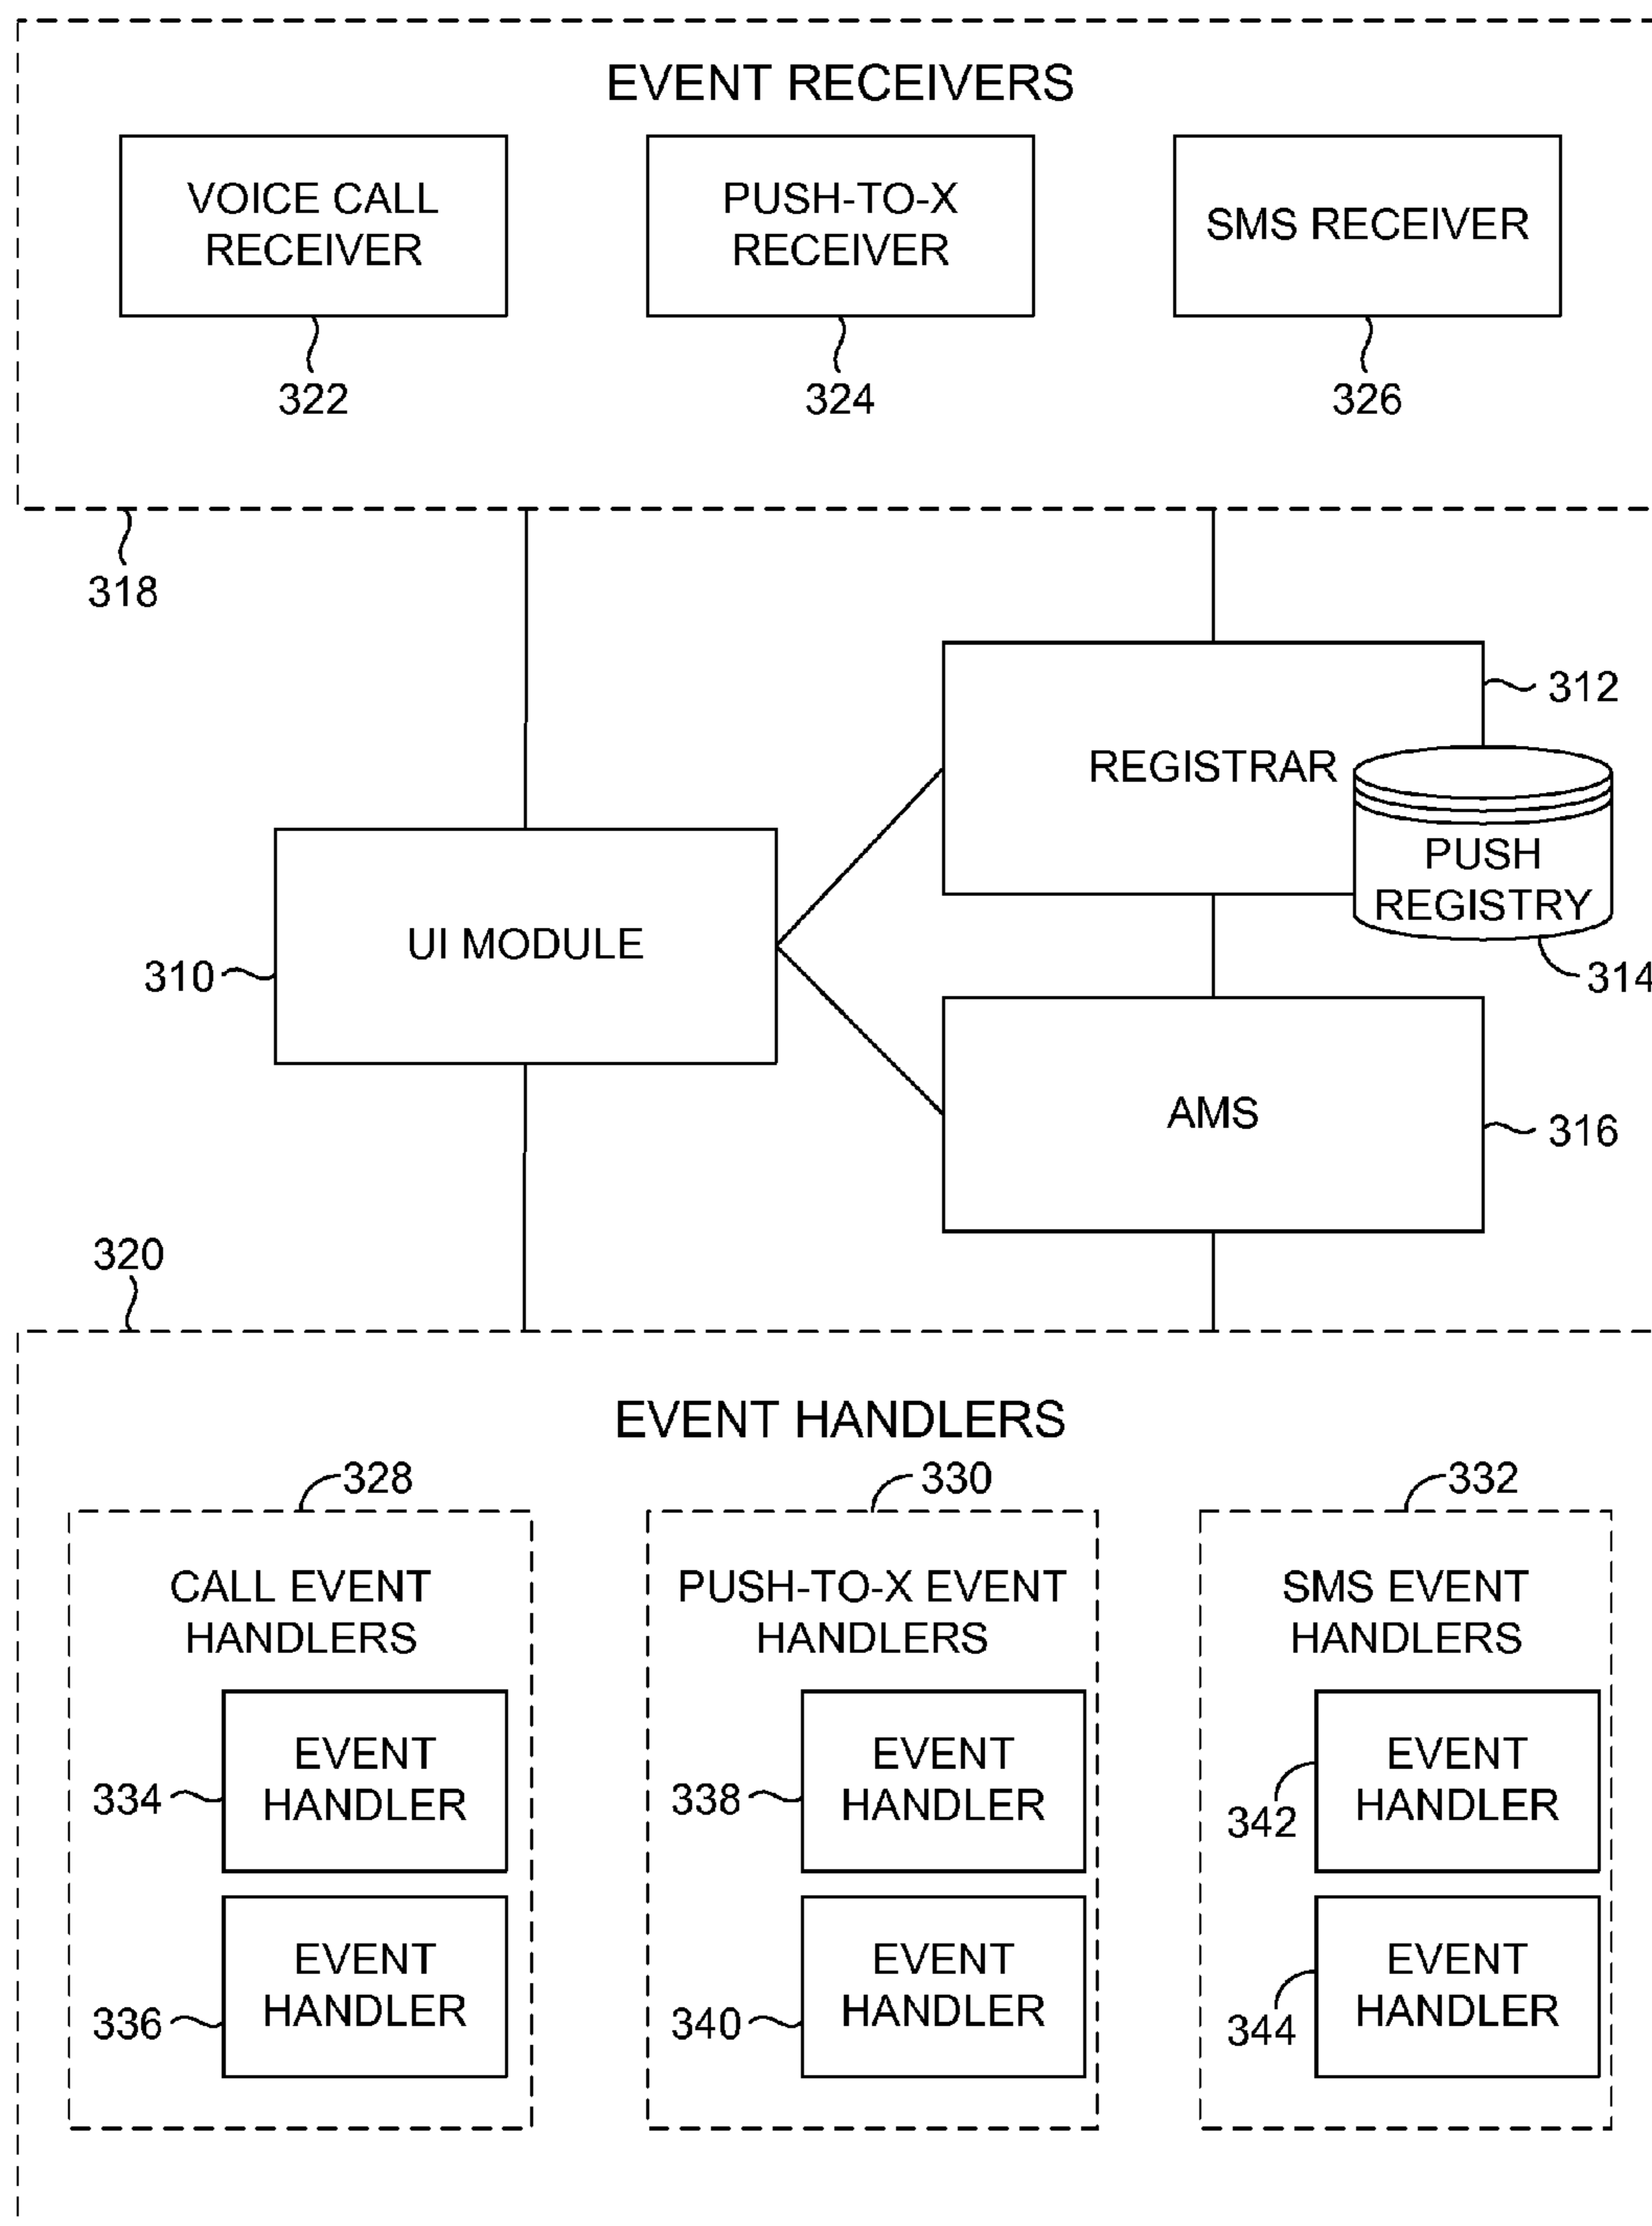 EVENT RECEIVERS
VOICE CALL
RECEIVER
PUSH-TO-X
RECEIVER
SMS RECEIVER
322
324
326
318
312
REGISTRAR
PUSH
REGISTRY
314
UI MODULE
310
AMS
316
320
EVENT HANDLERS
328
330
332
CALL EVENT
HANDLERS
PUSH-TO-X EVENT
HANDLERS
SMS EVENT
HANDLERS
EVENT
HANDLER
334
EVENT
HANDLER
338
EVENT
HANDLER
342
EVENT
HANDLER
336
EVENT
HANDLER
340
EVENT
HANDLER
344